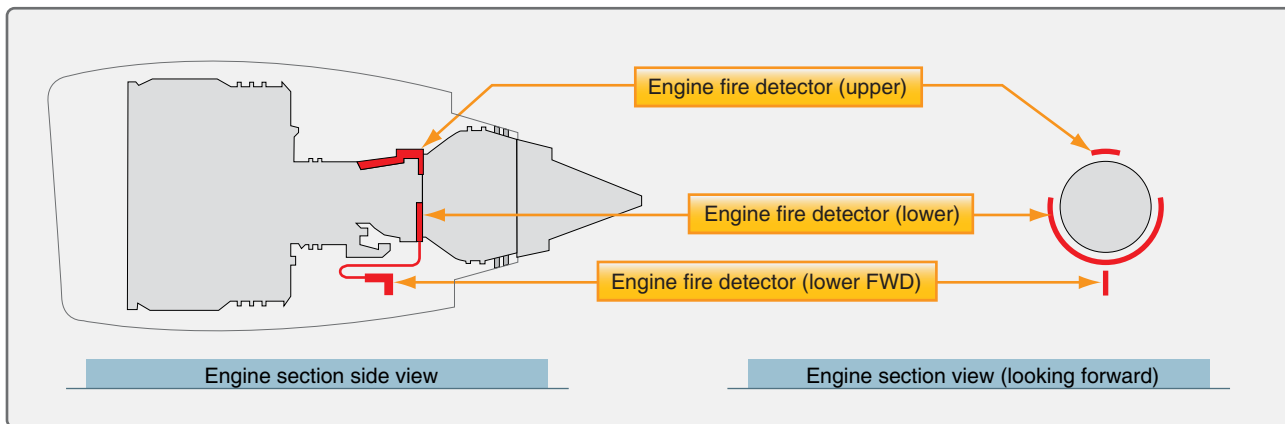 Engine fire detector (upper)
Engine fire detector (lower)
Engine fire detector (lower FWD)
Engine section side view
Engine section view (looking forward)